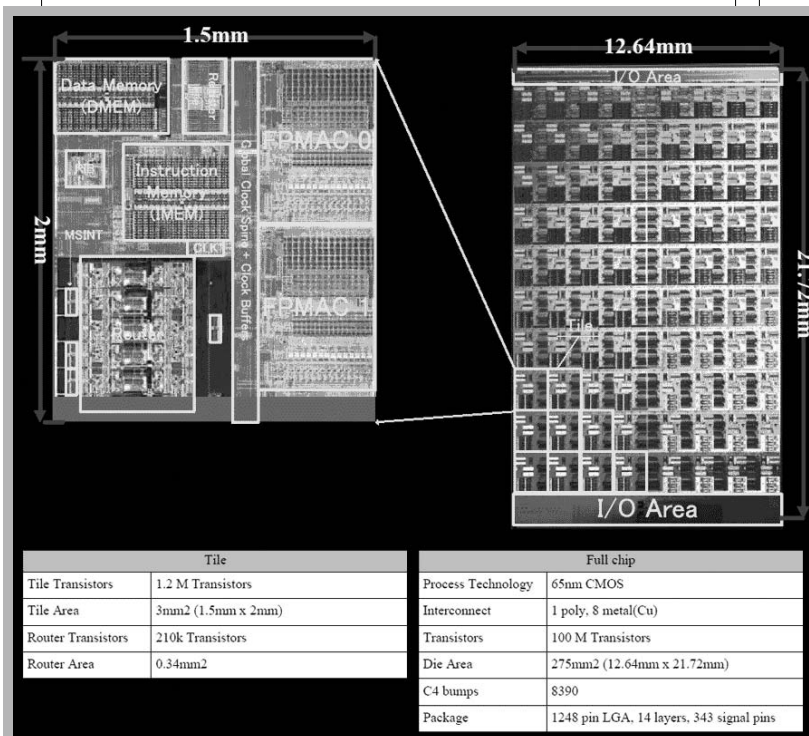 1.5mm
12.64mm
I/O Area
Data Memory
(DMEM)
Register
File
FPMAC 0
Global Clock Spine + Clock Buffers
Instruction
Memory
(IMEM)
2mm
MSINT
CLK
21.72mm
FPMAC 1
Router
Tile
I/O Area
Tile
Tile Transistors 1.2 M Transistors
Tile Area 3mm2 (1.5mm x 2mm)
Router Transistors 210k Transistors
Router Area 0.34mm2
Full chip
Process Technology 65nm CMOS
Interconnect 1 poly, 8 metal(Cu)
Transistors 100 M Transistors
Die Area 275mm2 (12.64mm x 21.72mm)
C4 bumps 8390
Package 1248 pin LGA, 14 layers, 343 signal pins